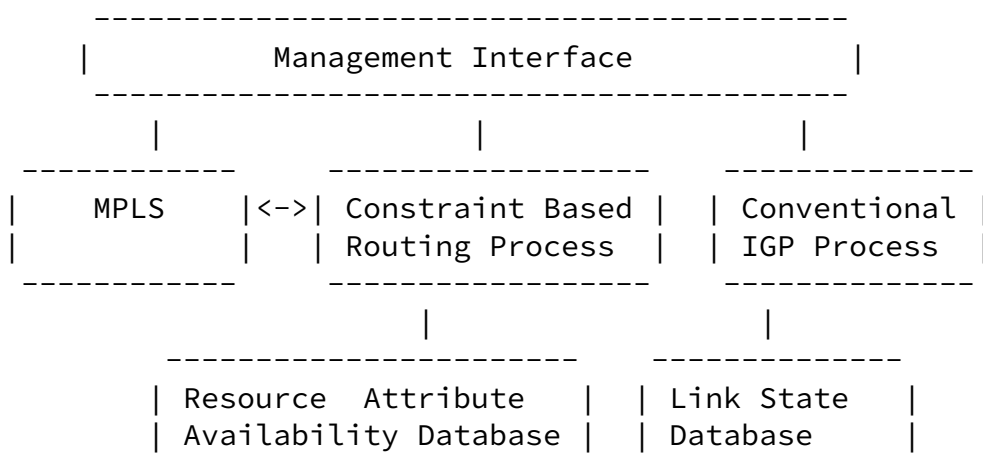 Management Interface
MPLS <-> Constraint Based Conventional
Routing Process IGP Process
Resource Attribute Link State
Availability Database Database